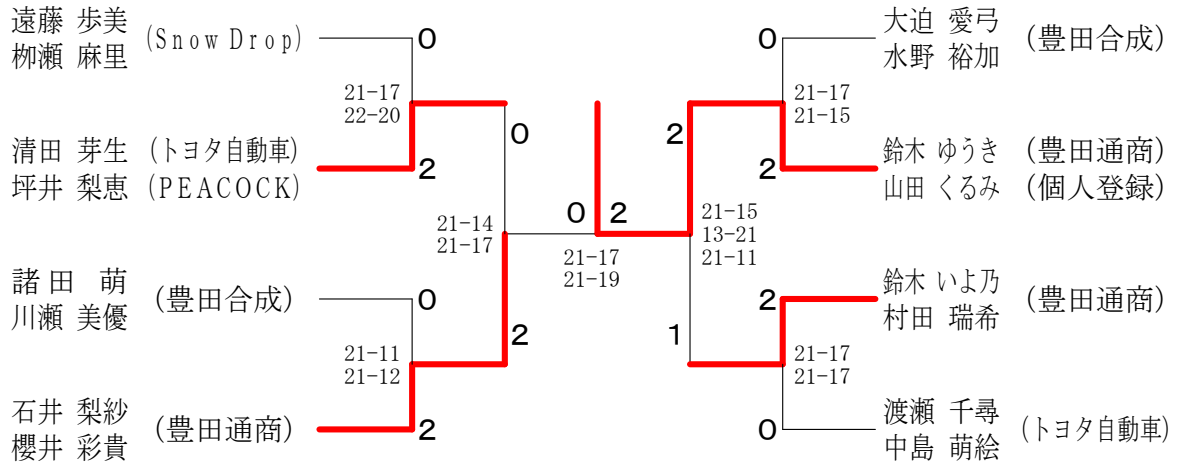 遠藤 歩美
栁瀬 麻里 (Snow Drop)
0
21-17
22-20
清田 芽生 (トヨタ自動車)
坪井 梨恵 (PEACOCK)
2
0
21-14
21-17
諸田 萌
川瀬 美優 (豊田合成)
0
21-11
21-12
2
石井 梨紗
櫻井 彩貴 (豊田通商)
2
0 2
21-17
21-19
大迫 愛弓
水野 裕加 (豊田合成)
0
21-17
21-15
2
鈴木 ゆうき (豊田通商)
山田 くるみ (個人登録)
2
21-15
13-21
21-11
鈴木 いよ乃
村田 瑞希 (豊田通商)
2
1
21-17
21-17
渡瀬 千尋
中島 萌絵 (トヨタ自動車)
0